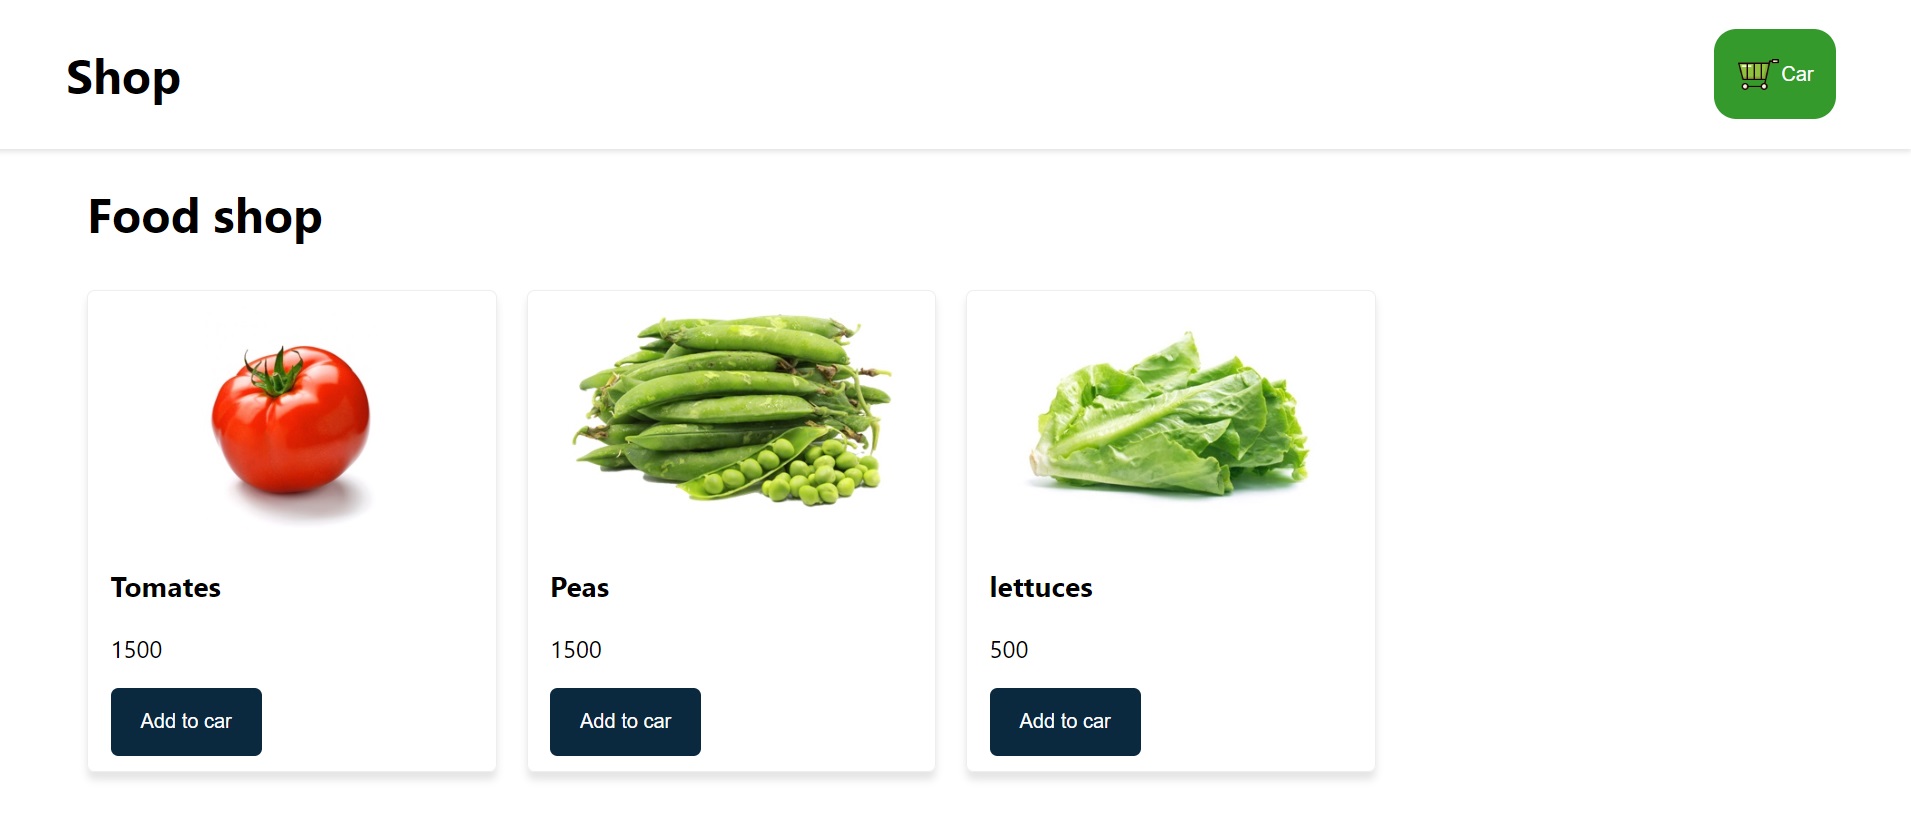 Shop
Car
Food shop
Tomates
1500
Add to car
Peas
1500
Add to car
lettuces
500
Add to car